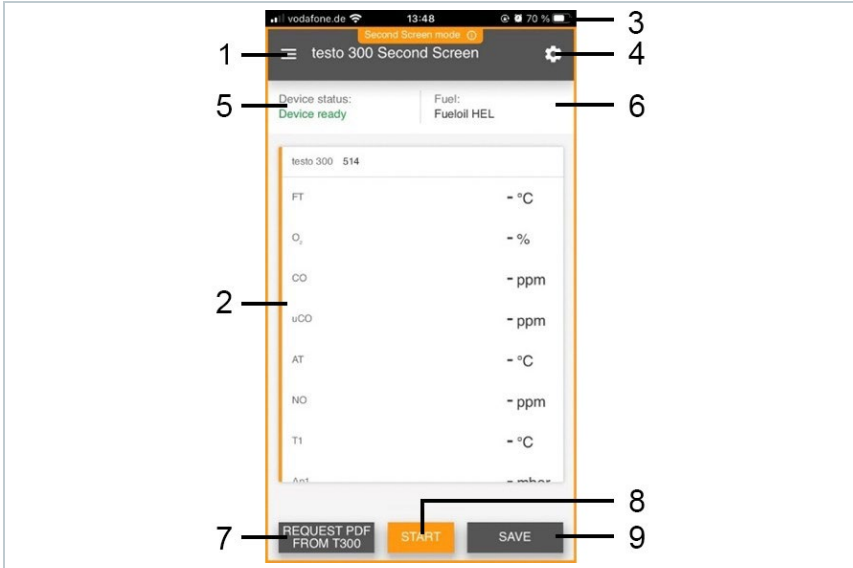 vodafone.de 13:48 70 %
Second Screen mode
testo 300 Second Screen
Device status:
Device ready
Fuel:
Fueloil HEL
testo 300 514
FT - °C
O₂ - %
CO - ppm
uCO - ppm
AT - °C
NO - ppm
T1 - °C
REQUEST PDF
FROM T300
START
SAVE
1
2
3
4
5
6
7
8
9